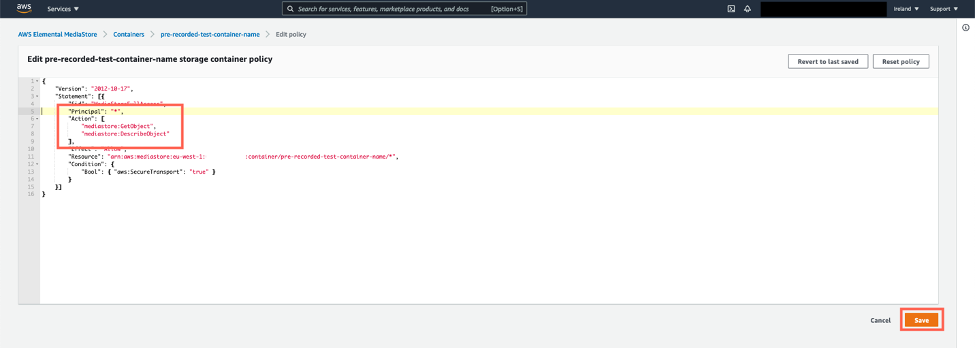 aws
Services ▼
Search for services, features, marketplace products, and docs [Option+S]
Ireland ▼
Support ▼
AWS Elemental MediaStore > Containers > pre-recorded-test-container-name > Edit policy
Edit pre-recorded-test-container-name storage container policy
Revert to last saved
Reset policy
1 {
2 "Version": "2012-10-17",
3 "Statement": [{
4
5 "Principal": "*",
6 "Action": [
7 "mediastore:GetObject",
8 "mediastore:DescribeObject"
9 ],
10
11 "Resource": "arn:aws:mediastore:eu-west-1: :container/pre-recorded-test-container-name/*",
12 "Condition": {
13 "Bool": { "aws:SecureTransport": "true" }
14 }
15 }]
16 }
Cancel
Save